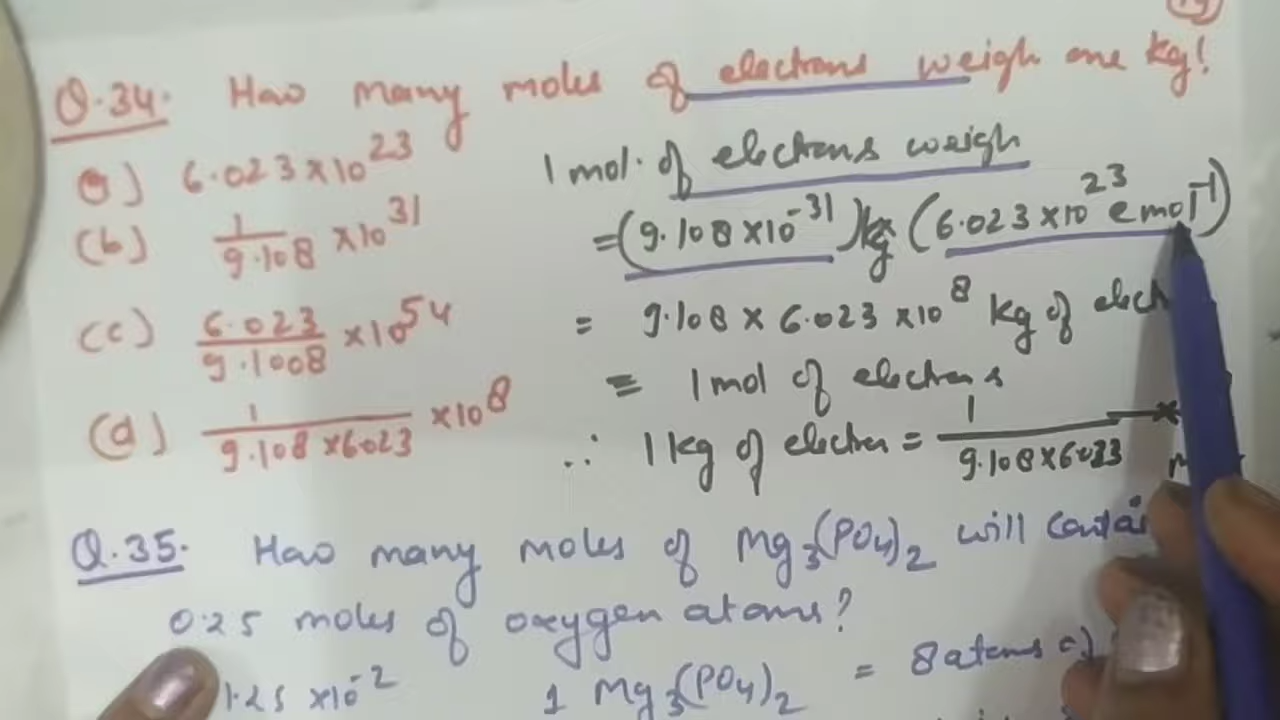 Q.34. How many moles of electrons weigh one kg!
a) 6.023×10^23
(b) 1/9.108 ×10^31
(c) 6.023/9.1008 ×10^54
(d) 1/9.108×6.023 ×10^8
1 mol. of electrons weigh
=(9.108×10^-31)kg×(6.023×10^23 e mol^-1)
= 9.108×6.023×10^8 kg of
≡ 1 mol of electrons
∴ 1 kg of electron = 1/9.108×6.023 ×
Q.35. How many moles of Mg3(PO4)2 will
0.25 moles of oxygen atoms?
1.25 ×10^-2
1 Mg3(PO4)2 = 8 atoms of